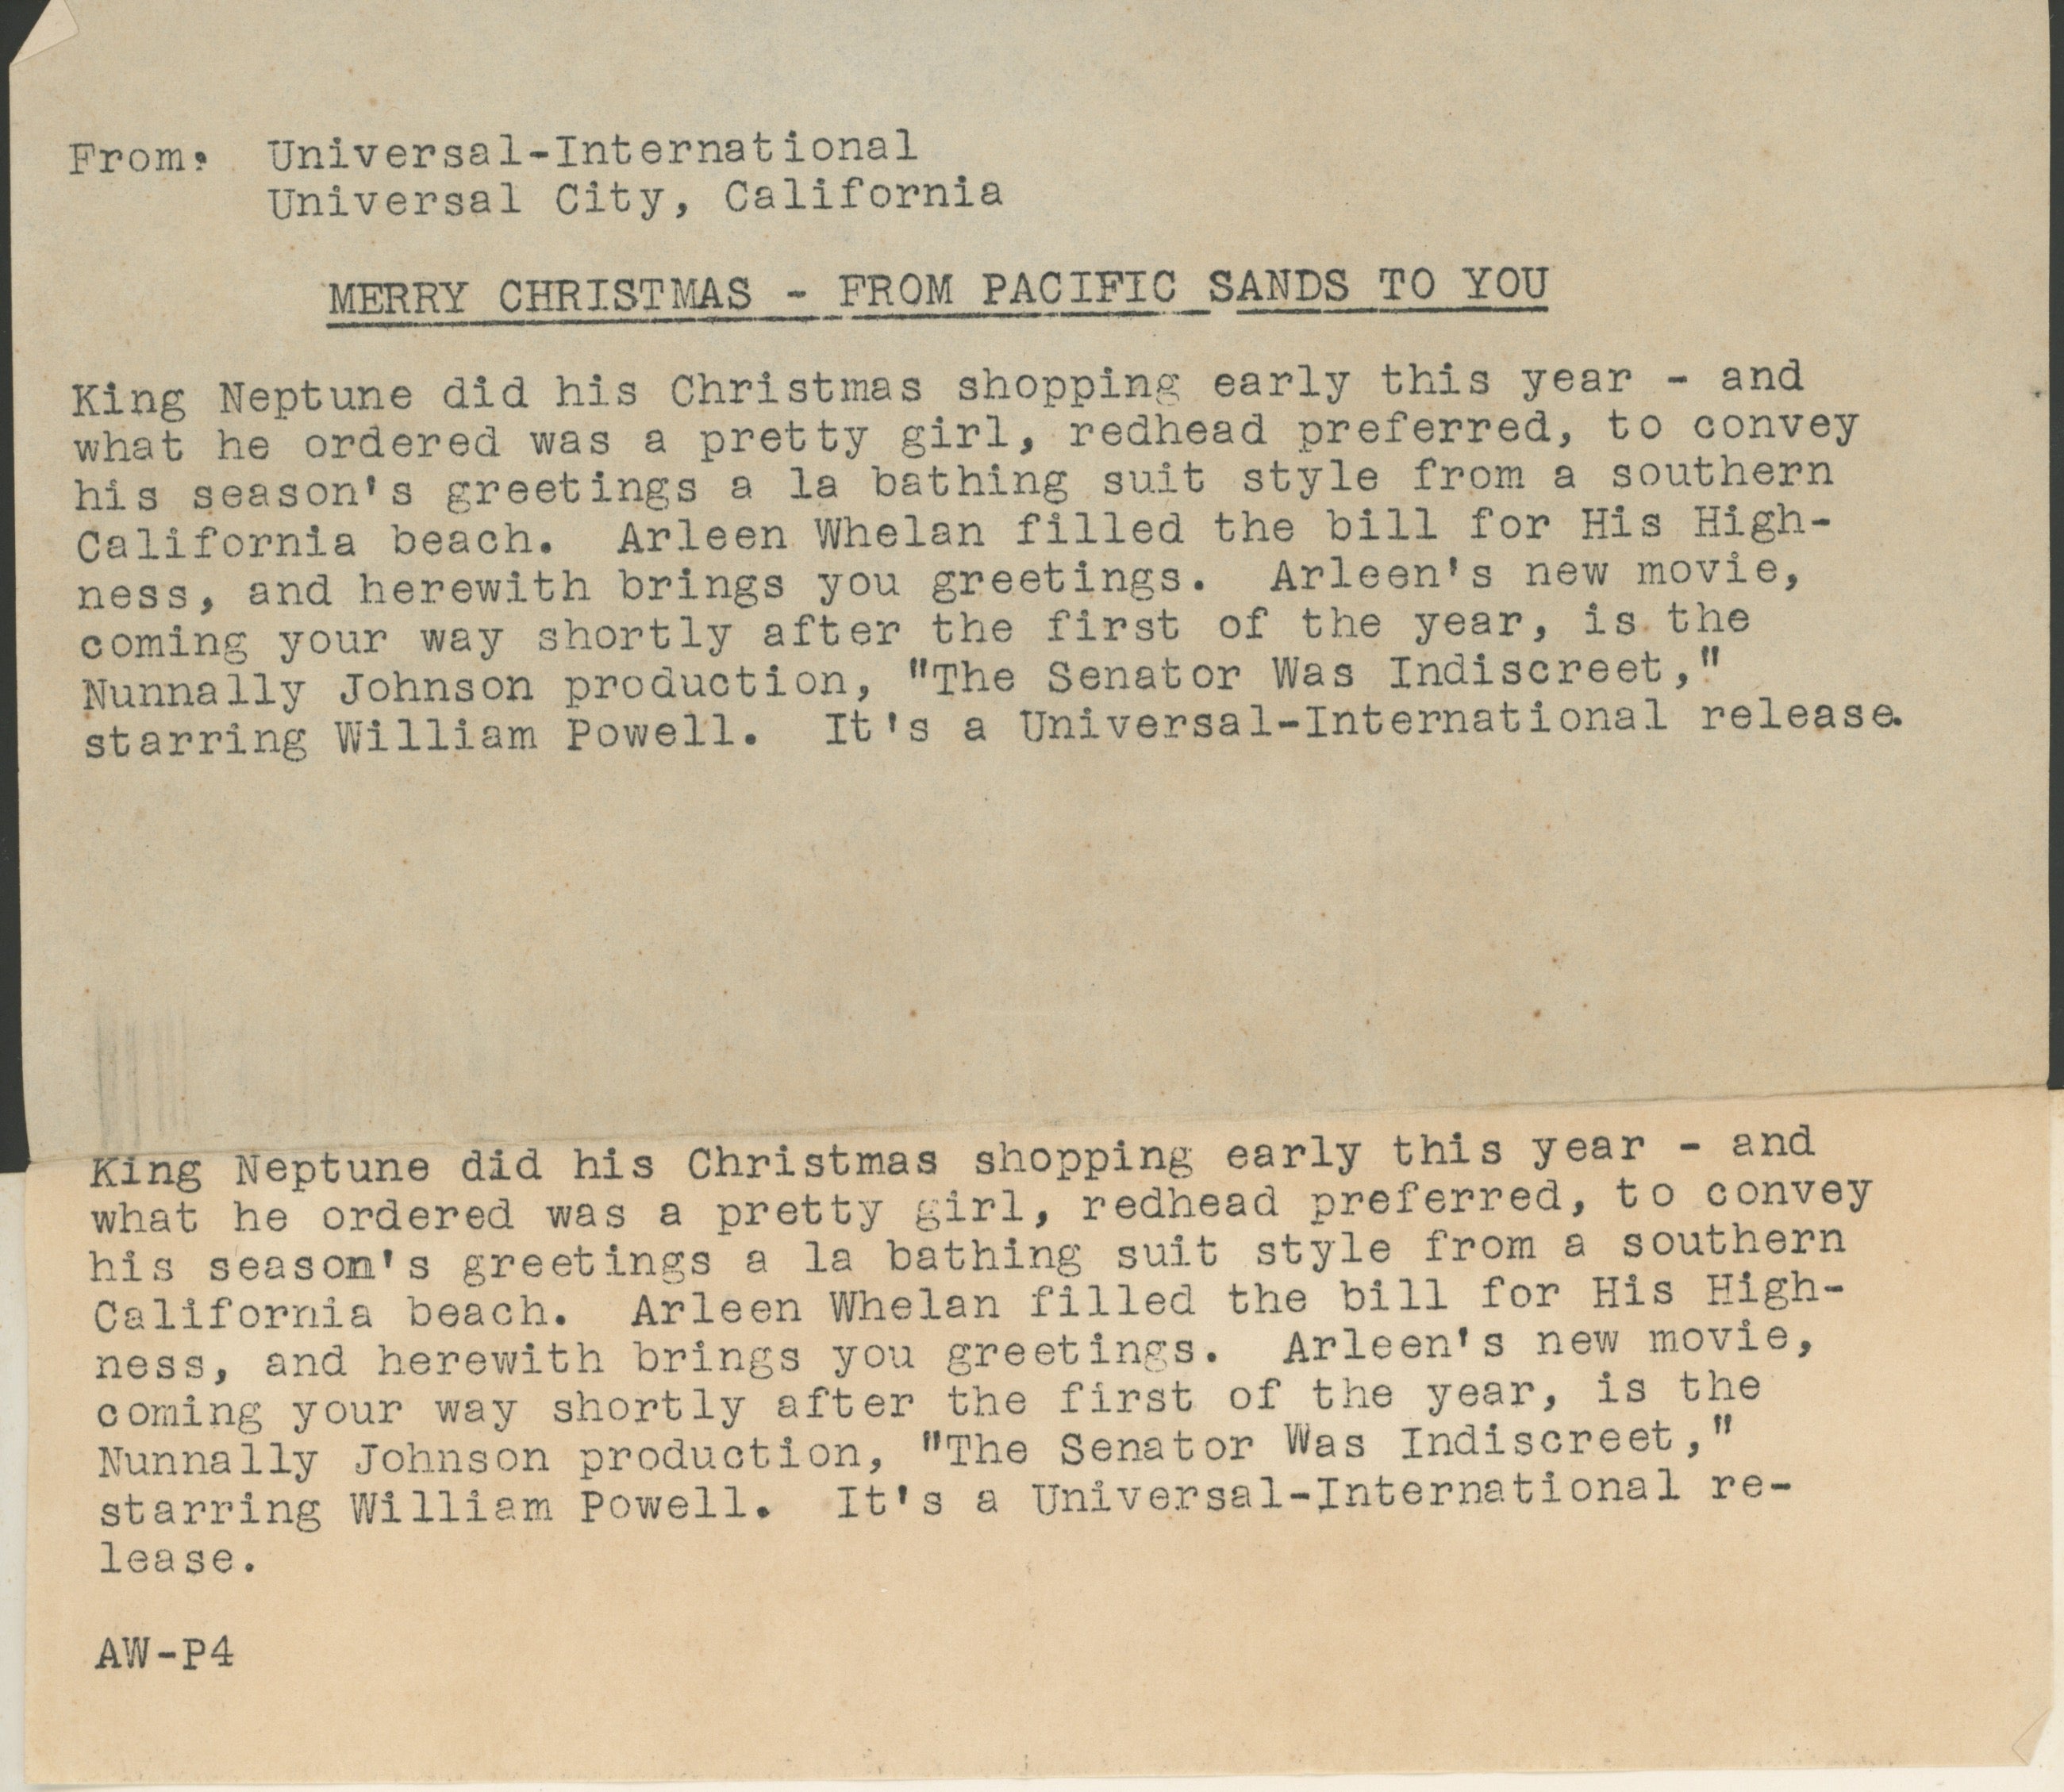 From: Universal-International
Universal City, California
MERRY CHRISTMAS - FROM PACIFIC SANDS TO YOU
King Neptune did his Christmas shopping early this year - and
what he ordered was a pretty girl, redhead preferred, to convey
his season's greetings a la bathing suit style from a southern
California beach. Arleen Whelan filled the bill for His High-
ness, and herewith brings you greetings. Arleen's new movie,
coming your way shortly after the first of the year, is the
Nunnally Johnson production, "The Senator Was Indiscreet,"
starring William Powell. It's a Universal-International release.
King Neptune did his Christmas shopping early this year - and
what he ordered was a pretty girl, redhead preferred, to convey
his season's greetings a la bathing suit style from a southern
California beach. Arleen Whelan filled the bill for His High-
ness, and herewith brings you greetings. Arleen's new movie,
coming your way shortly after the first of the year, is the
Nunnally Johnson production, "The Senator Was Indiscreet,"
starring William Powell. It's a Universal-International re-
lease.
AW-P4